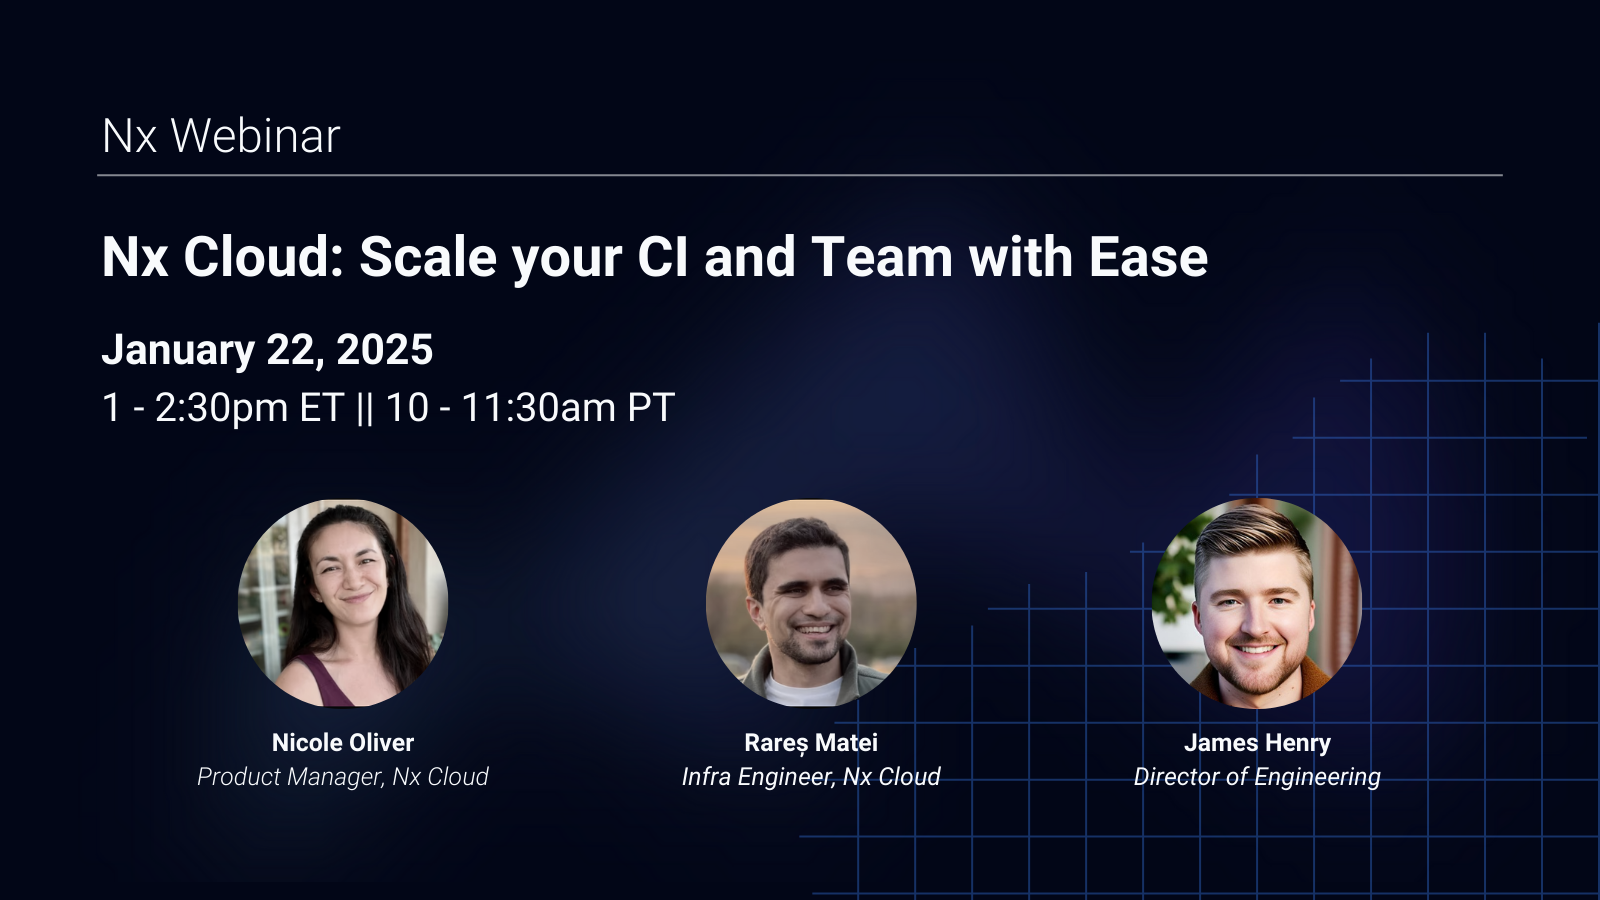 Nx Webinar
Nx Cloud: Scale your CI and Team with Ease
January 22, 2025
1 - 2:30pm ET || 10 - 11:30am PT
Nicole Oliver
Product Manager, Nx Cloud
Rareș Matei
Infra Engineer, Nx Cloud
James Henry
Director of Engineering